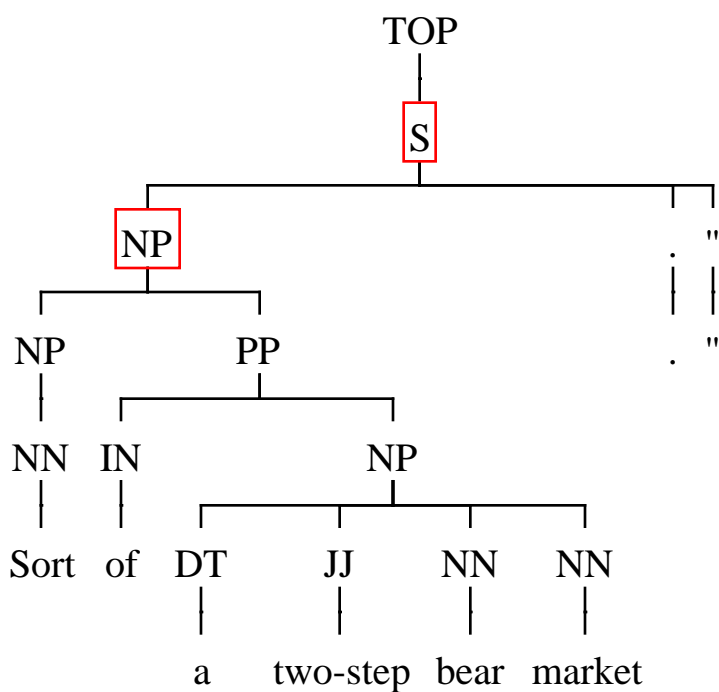 TOP
S
NP . "
NP PP . "
NN IN NP
Sort of DT JJ NN NN
a two-step bear market